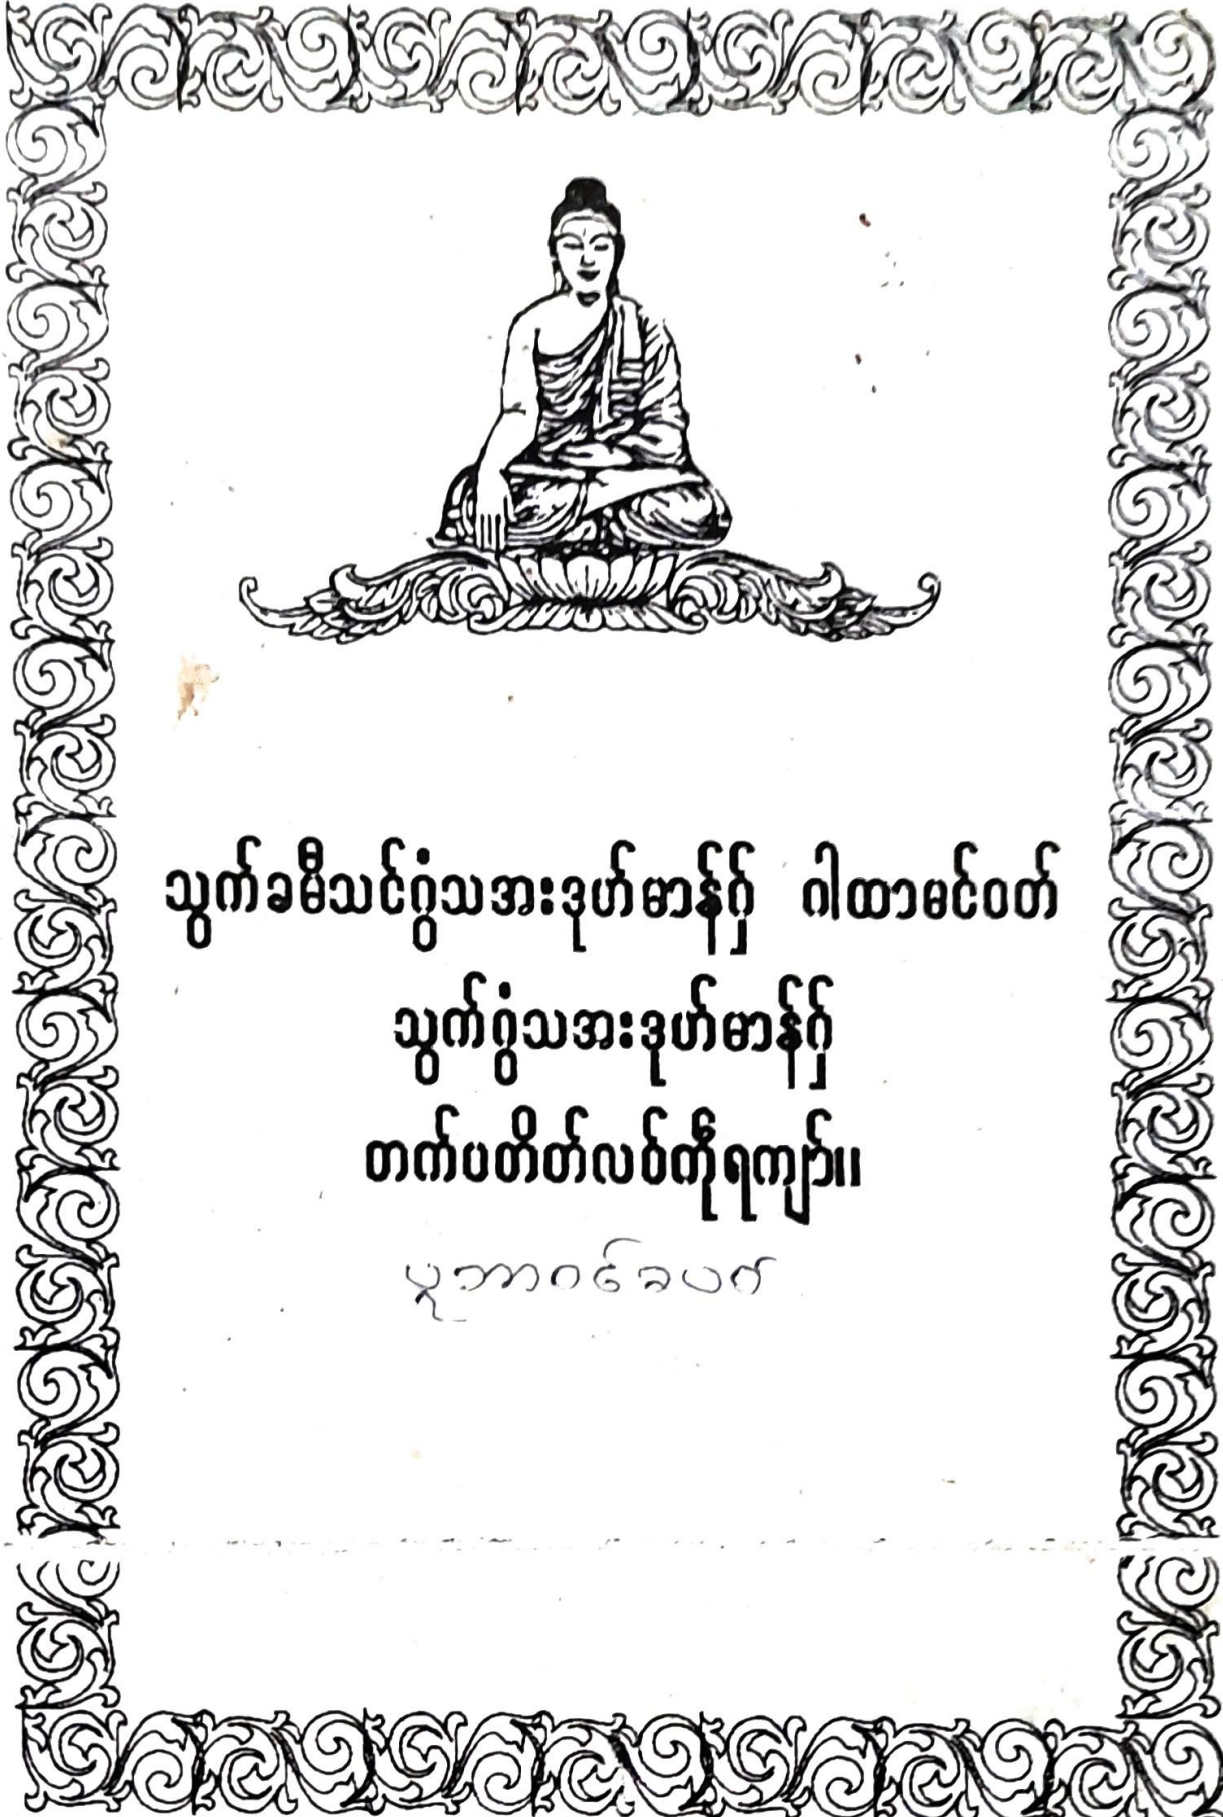 သွက်ခမီသင်ဂွံသအးဒုဟ်မာန်ဂှ် ဂါထာမင်ဝတ်
သွက်ဂွံသအးဒုဟ်မာန်ဂှ်
တက်ပတိတ်လဝ်ကဵုရကျာ်။